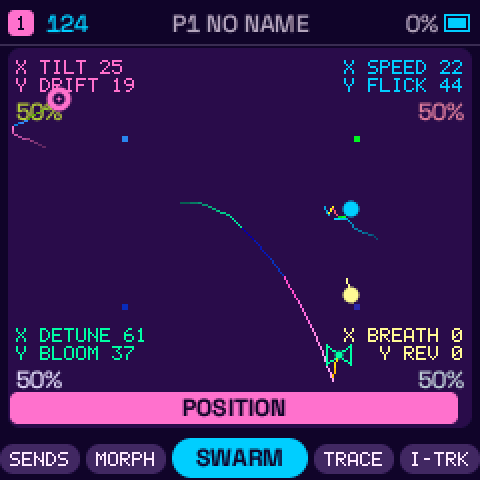 1 124 P1 NO NAME 0%
X TILT 25 X SPEED 22
Y DRIFT 19 Y FLICK 44
50% 50%
X DETUNE 61 X BREATH 0
Y BLOOM 37 Y REV 0
50% 50%
POSITION
SENDS MORPH SWARM TRACE I-TRK